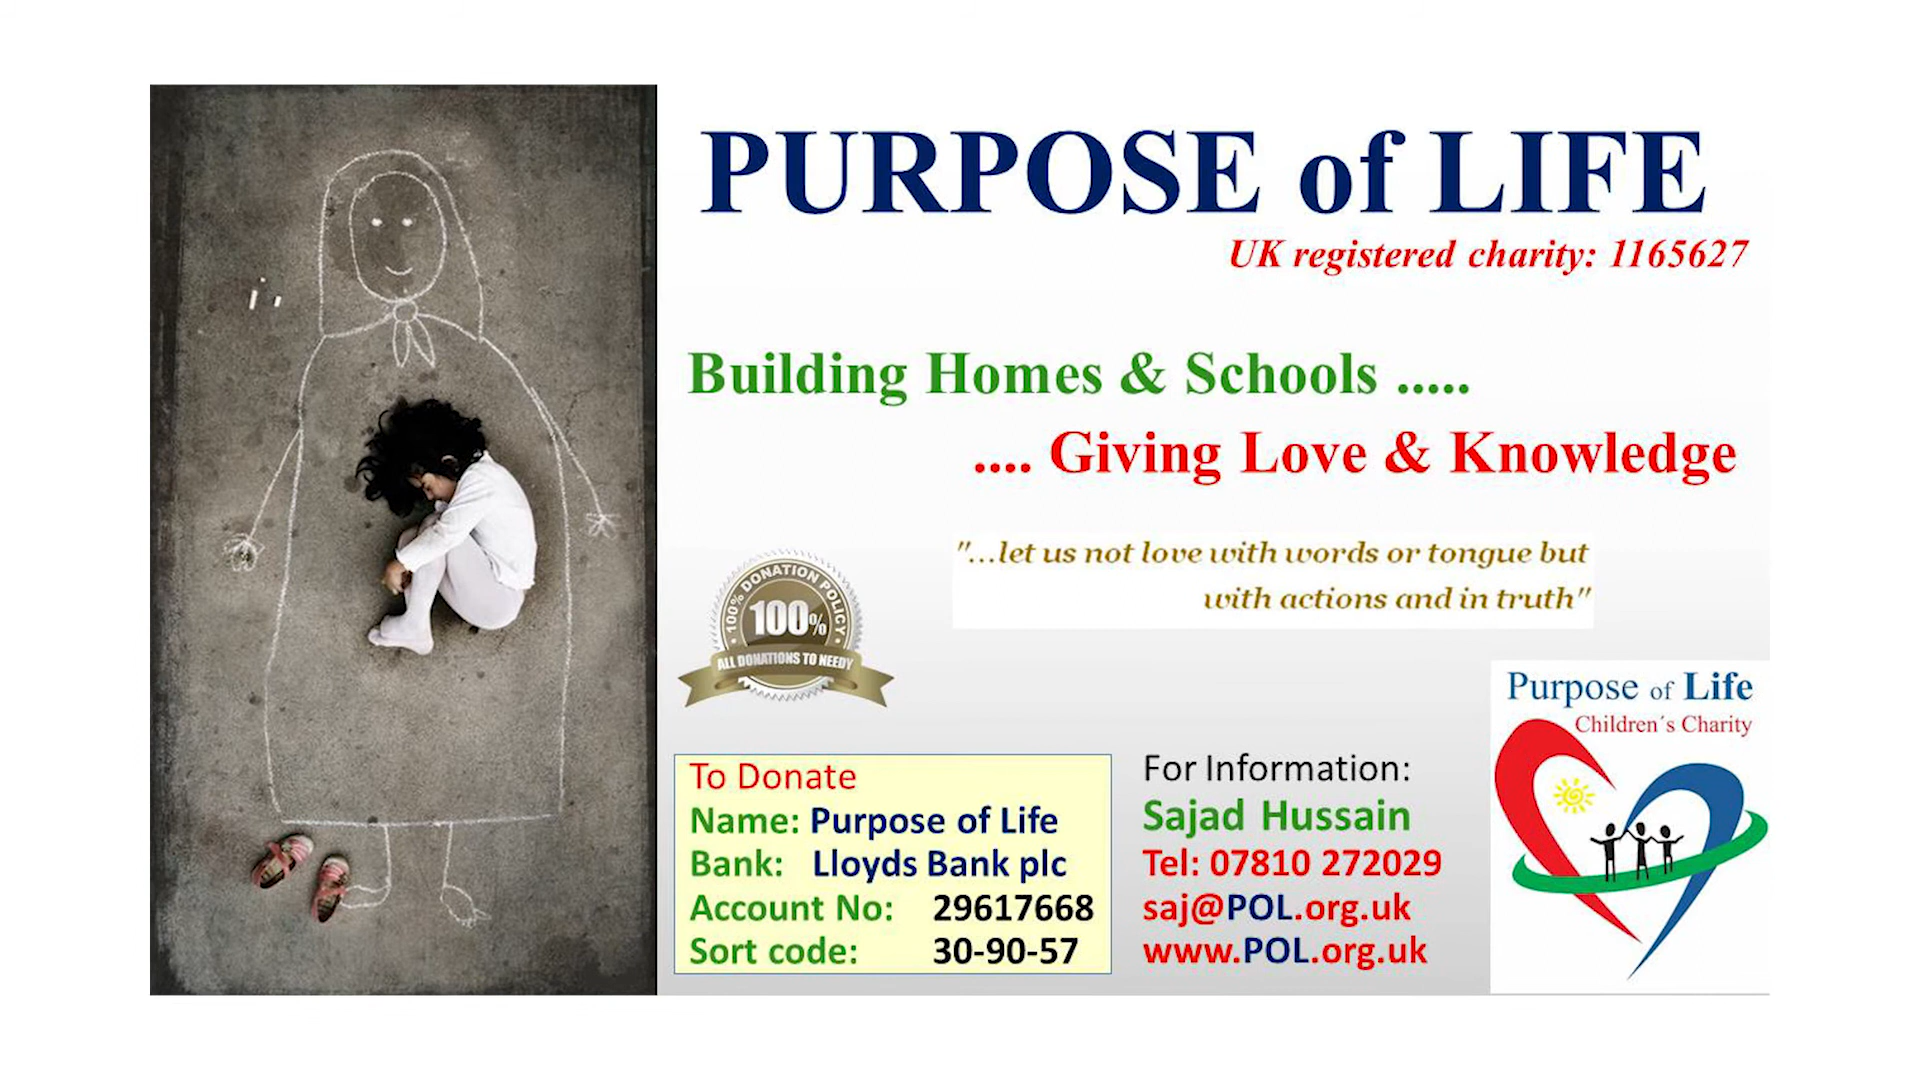 PURPOSE of LIFE
UK registered charity: 1165627
Building Homes & Schools .....
.... Giving Love & Knowledge
"...let us not love with words or tongue but
with actions and in truth"
100% DONATION POLICY
100%
ALL DONATIONS TO NEEDY
To Donate
Name: Purpose of Life
Bank: Lloyds Bank plc
Account No: 29617668
Sort code: 30-90-57
For Information:
Sajad Hussain
Tel: 07810 272029
saj@POL.org.uk
www.POL.org.uk
Purpose of Life
Children´s Charity